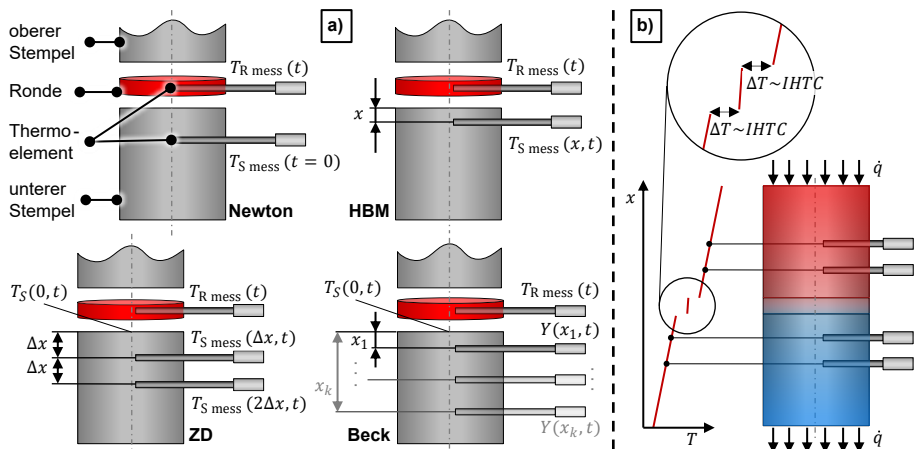 a)
oberer
Stempel
Ronde
Thermo-
element
unterer
Stempel
T_R mess(t)
T_S mess(t = 0)
Newton
T_R mess(t)
x
T_S mess(x, t)
HBM
T_S(0, t)
T_R mess(t)
Δx
Δx
T_S mess(Δx, t)
T_S mess(2Δx, t)
ZD
T_S(0, t)
T_R mess(t)
x_1
Y(x_1, t)
x_k
Y(x_k, t)
Beck
b)
ΔT~IHTC
ΔT~IHTC
q̇
x
T
q̇